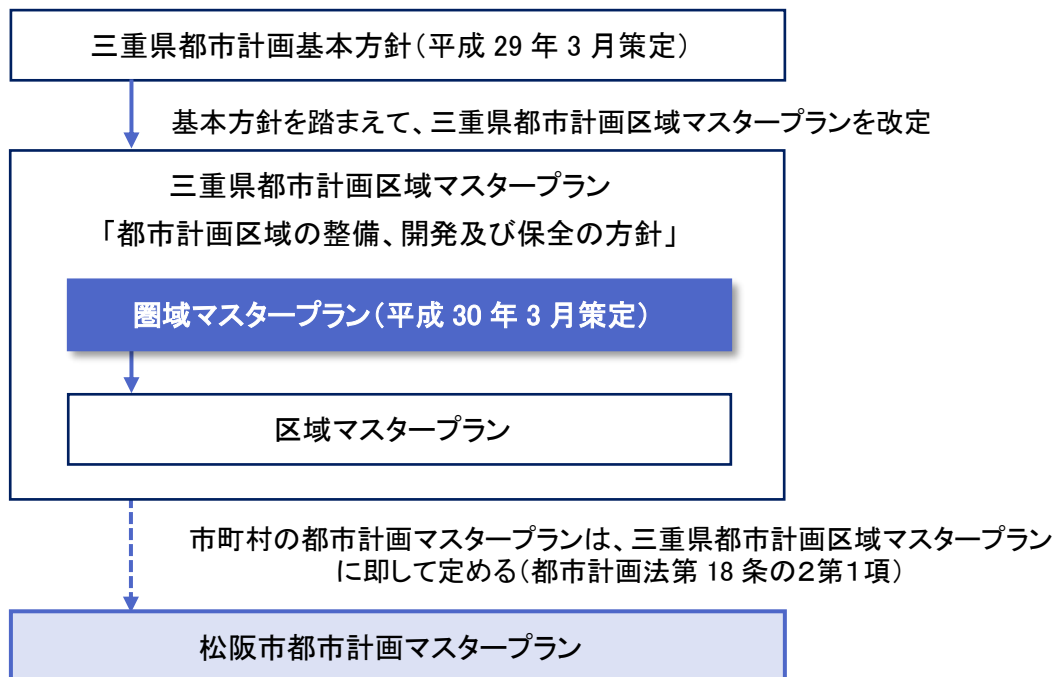 三重県都市計画基本方針（平成 29 年 3 月策定）
基本方針を踏まえて、三重県都市計画区域マスタープランを改定
三重県都市計画区域マスタープラン
「都市計画区域の整備、開発及び保全の方針」
圏域マスタープラン（平成 30 年 3 月策定）
区域マスタープラン
市町村の都市計画マスタープランは、三重県都市計画区域マスタープラン
に即して定める（都市計画法第 18 条の２第１項）
松阪市都市計画マスタープラン